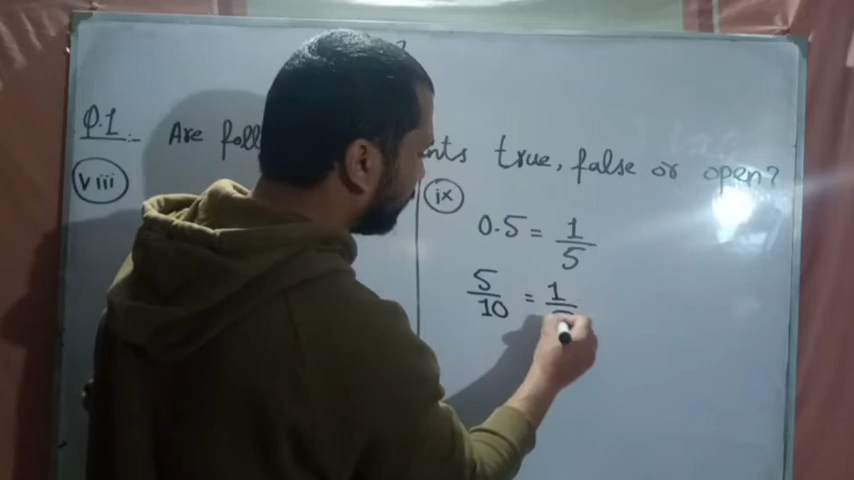 Q.1:- Are foll nts true, false or open?
viii
ix
0.5 = 1/5
5/10 = 1/